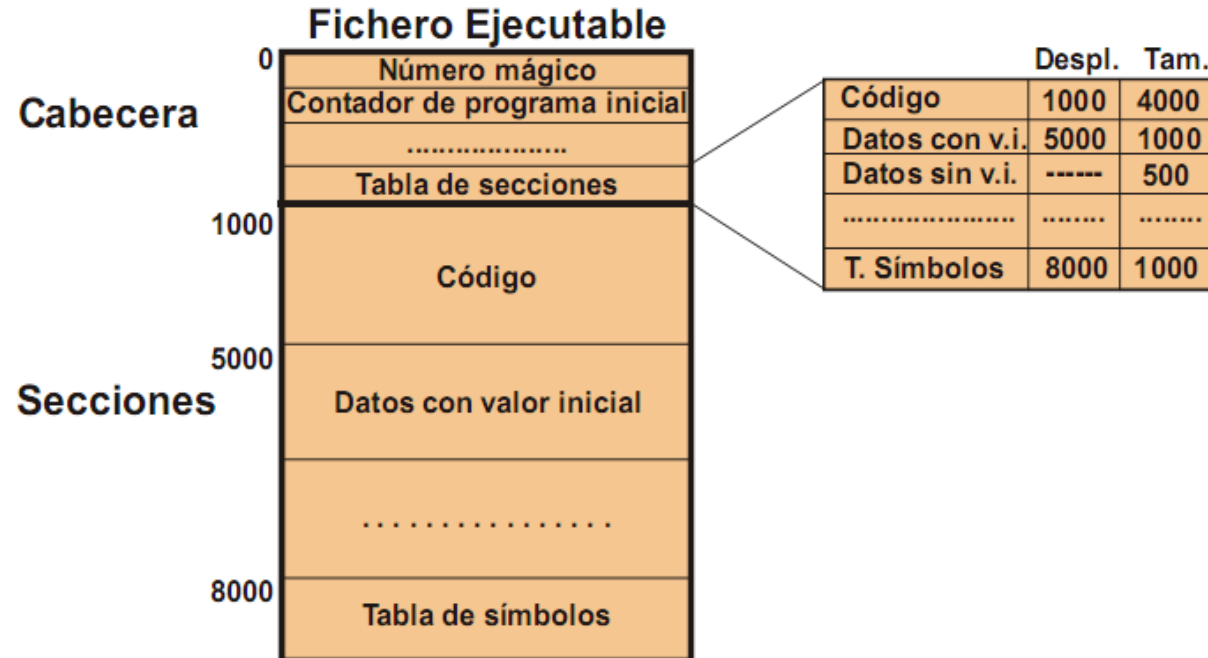 Fichero Ejecutable
Cabecera
0
Número mágico
Contador de programa inicial
....................
Tabla de secciones
Despl. Tam.
Código 1000 4000
Datos con v.i. 5000 1000
Datos sin v.i. ------ 500
...................... ........ ........
T. Símbolos 8000 1000
Secciones
1000
Código
5000
Datos con valor inicial
. . . . . . . . . . . . . . . .
8000
Tabla de símbolos